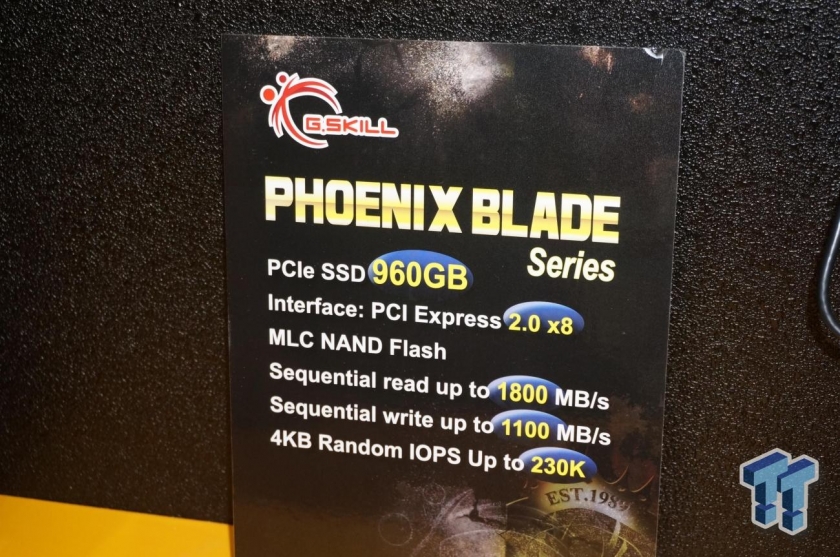 G.SKILL
PHOENIX BLADE
Series
PCIe SSD 960GB
Interface: PCI Express 2.0 x8
MLC NAND Flash
Sequential read up to 1800 MB/s
Sequential write up to 1100 MB/s
4KB Random IOPS Up to 230K
EST.1989
TT